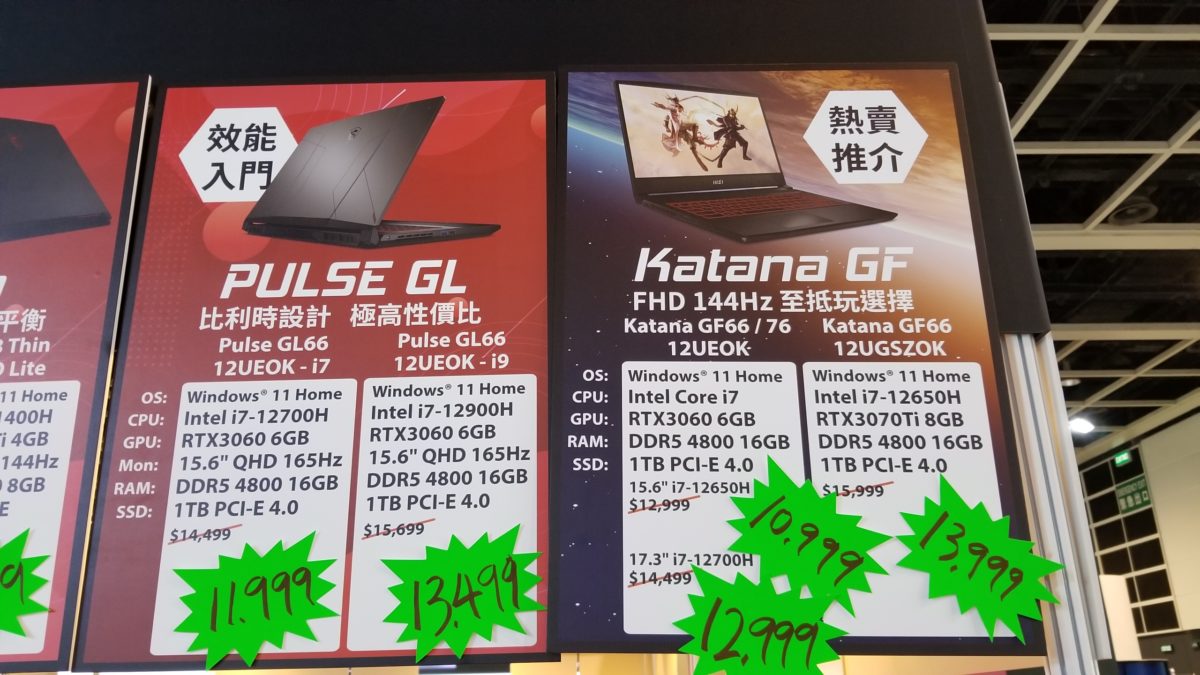 平衡
Thin
Lite
11 Home
400H
4GB
144Hz
8GB
效能
入門
PULSE GL
比利時設計 極高性價比
Pulse GL66
12UEOK - i7
Pulse GL66
12UEOK - i9
OS:
CPU:
GPU:
Mon:
RAM:
SSD:
Windows® 11 Home
Intel i7-12700H
RTX3060 6GB
15.6" QHD 165Hz
DDR5 4800 16GB
1TB PCI-E 4.0
$14,499
11.999
Windows® 11 Home
Intel i7-12900H
RTX3060 6GB
15.6" QHD 165Hz
DDR5 4800 16GB
1TB PCI-E 4.0
$15,699
13.499
熱賣
推介
msi
Katana GF
FHD 144Hz 至抵玩選擇
Katana GF66 / 76
12UEOK
Katana GF66
12UGSZOK
OS:
CPU:
GPU:
RAM:
SSD:
Windows® 11 Home
Intel Core i7
RTX3060 6GB
DDR5 4800 16GB
1TB PCI-E 4.0
15.6" i7-12650H
$12,999
10.999
17.3" i7-12700H
$14,499
12.999
Windows® 11 Home
Intel i7-12650H
RTX3070Ti 8GB
DDR5 4800 16GB
1TB PCI-E 4.0
$15,999
13.999